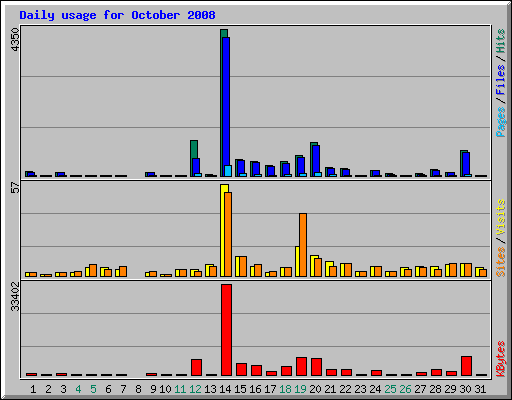 Daily usage for October 2008
4350
Pages / Files / Hits
57
Sites / Visits
33402
KBytes
1 2 3 4 5 6 7 8 9 10 11 12 13 14 15 16 17 18 19 20 21 22 23 24 25 26 27 28 29 30 31